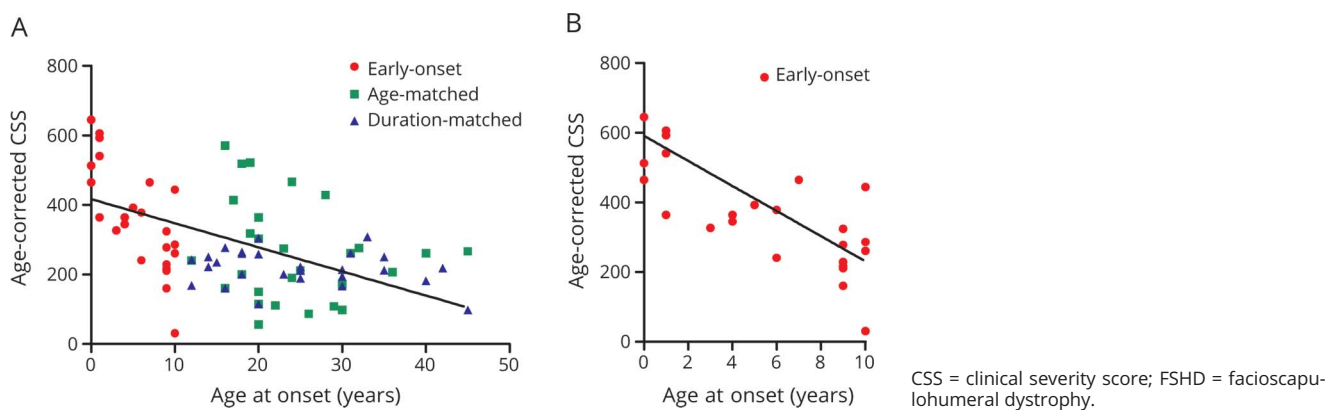 A
Age-corrected CSS
800
600
400
200
0
0 10 20 30 40 50
Age at onset (years)
Early-onset
Age-matched
Duration-matched
B
Age-corrected CSS
800
600
400
200
0
0 2 4 6 8 10
Age at onset (years)
Early-onset
CSS = clinical severity score; FSHD = facioscapu-
lohumeral dystrophy.